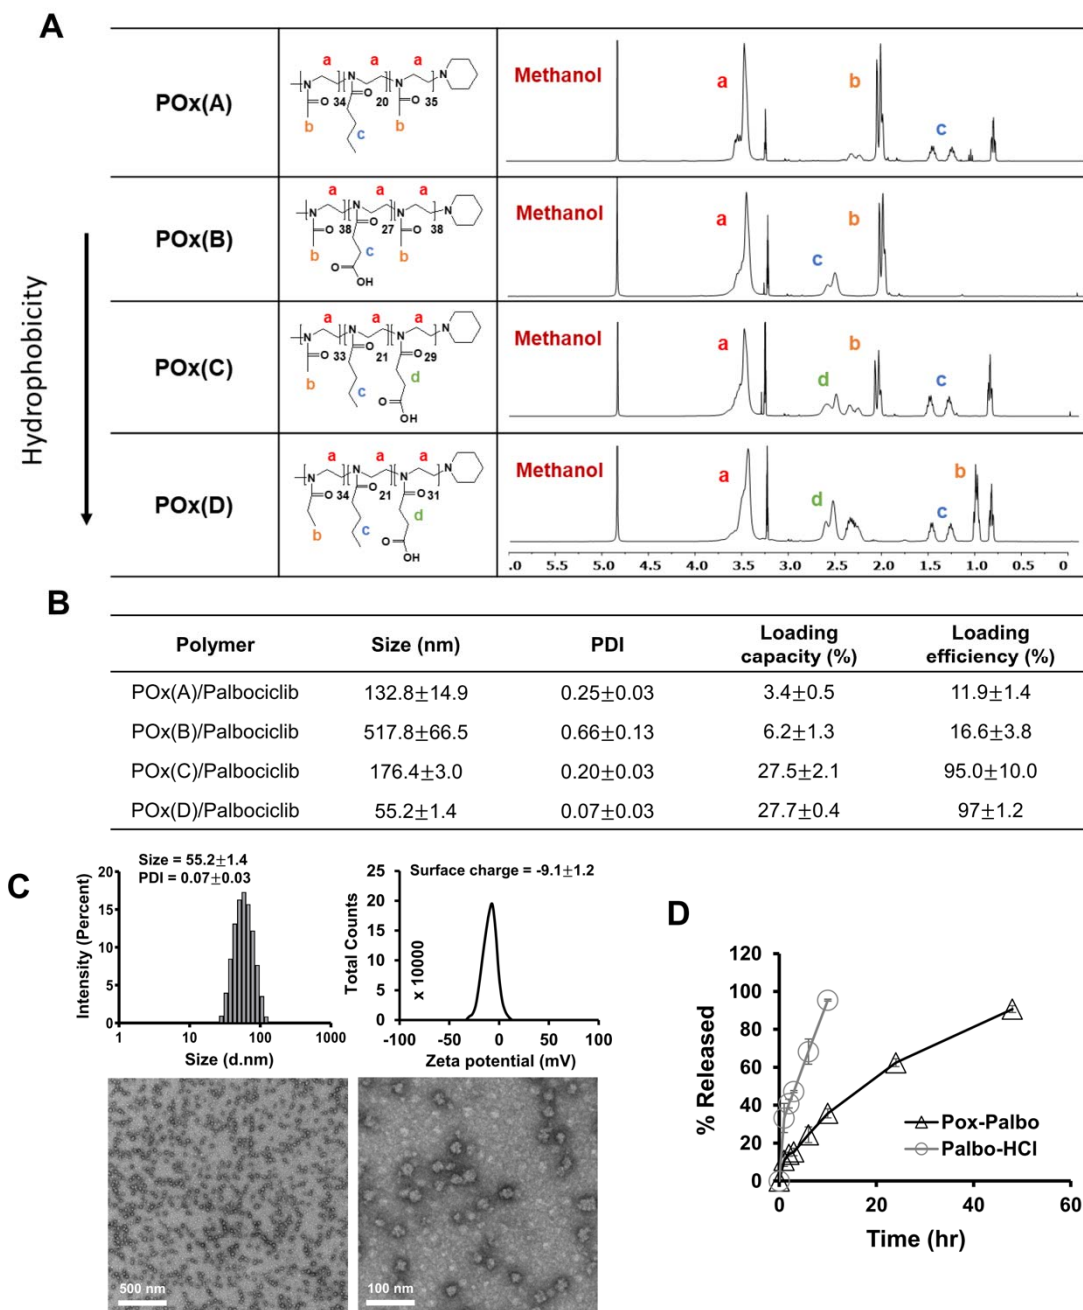 A
POx(A)
a a a
N N N N
O O O
34 20 35
b c b
Methanol a b c
Hydrophobicity
POx(B)
a a a
N N N N
O O O
38 27 38
b c b
O OH
Methanol a c b
POx(C)
a a a
N N N N
O O O
33 21 29
b c d
O OH
Methanol a d b c
POx(D)
a a a
N N N N
O O O
34 21 31
b c d
O OH
Methanol a d c b
.0 5.0 4.5 3.5 3.0 2.5 2.0 1.5 1.0 0.5 0
B
Polymer Size (nm) PDI Loading capacity (%) Loading efficiency (%)
POx(A)/Palbociclib 132.8±14.9 0.25±0.03 3.4±0.5 11.9±1.4
POx(B)/Palbociclib 517.8±66.5 0.66±0.13 6.2±1.3 16.6±3.8
POx(C)/Palbociclib 176.4±3.0 0.20±0.03 27.5±2.1 95.0±10.0
POx(D)/Palbociclib 55.2±1.4 0.07±0.03 27.7±0.4 97±1.2
C
Size = 55.2±1.4
PDI = 0.07±0.03
Intensity (Percent)
20
15
10
5
0
1 10 100 1000
Size (d.nm)
Surface charge = -9.1±1.2
Total Counts
x 10000
25
20
15
10
5
0
-100 -50 0 50 100
Zeta potential (mV)
500 nm
100 nm
D
% Released
120
100
80
60
40
20
0
0 20 40 60
Time (hr)
Pox-Palbo
Palbo-HCl